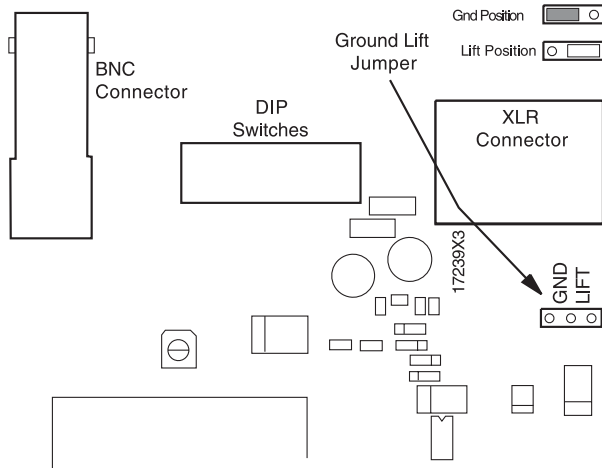 Gnd Position
Lift Position
Ground Lift
Jumper
BNC
Connector
DIP
Switches
XLR
Connector
17239X3
GND
LIFT